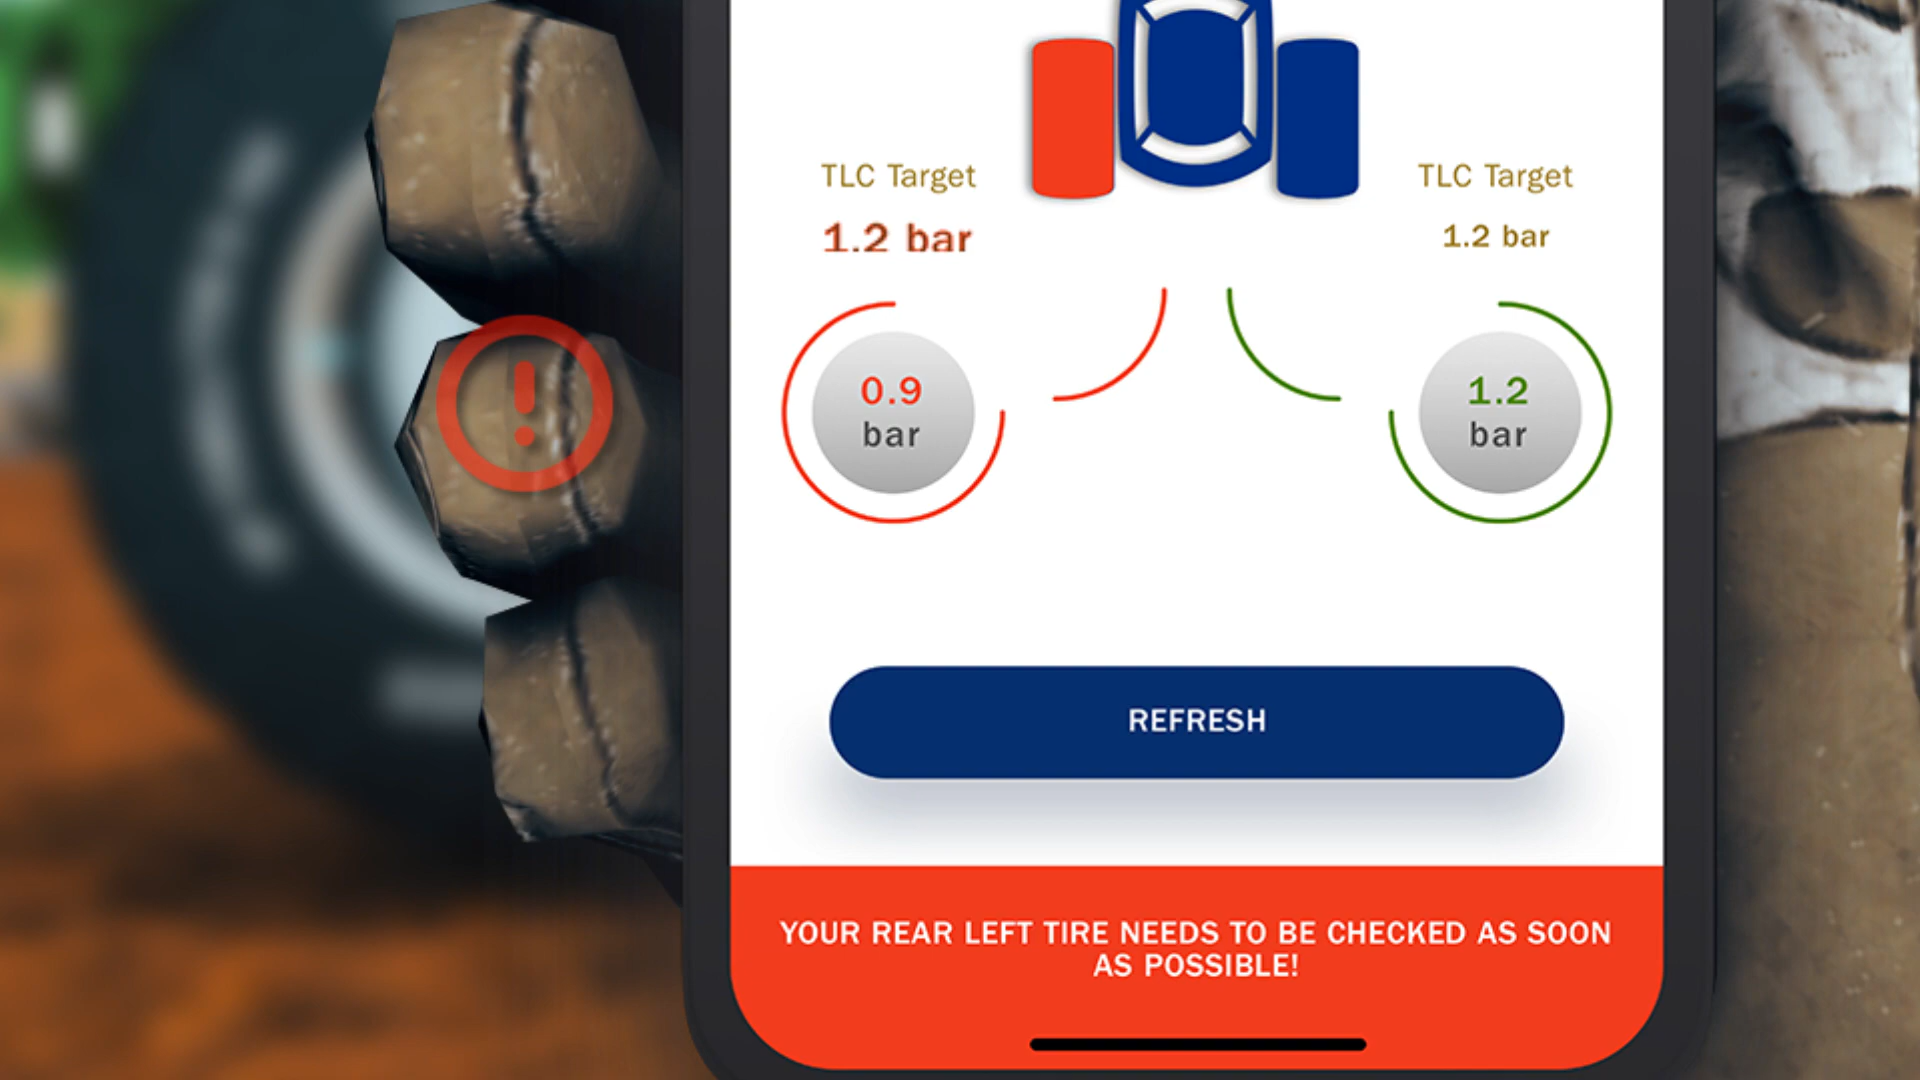 TLC Target
1.2 bar
TLC Target
1.2 bar
0.9
bar
1.2
bar
REFRESH
YOUR REAR LEFT TIRE NEEDS TO BE CHECKED AS SOON
AS POSSIBLE!